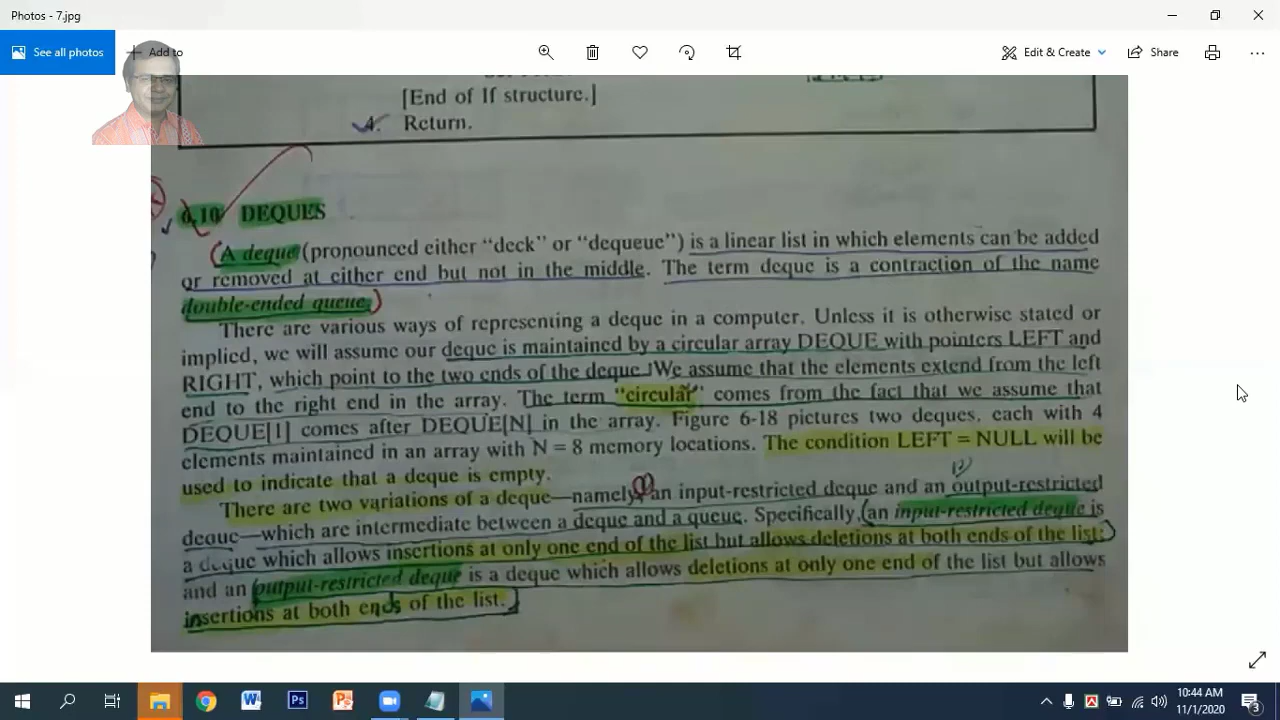 Photos - 7.jpg
See all photos
Add to
Edit & Create
Share
[End of If structure.]
4. Return.
6.10 DEQUES
A deque (pronounced either “deck” or “dequeue”) is a linear list in which elements can be added
or removed at either end but not in the middle. The term deque is a contraction of the name
double-ended queue.
There are various ways of representing a deque in a computer. Unless it is otherwise stated or
implied, we will assume our deque is maintained by a circular array DEQUE with pointers LEFT and
RIGHT, which point to the two ends of the deque. We assume that the elements extend from the left
end to the right end in the array. The term “circular” comes from the fact that we assume that
DEQUE[1] comes after DEQUE[N] in the array. Figure 6-18 pictures two deques, each with 4
elements maintained in an array with N = 8 memory locations. The condition LEFT = NULL will be
used to indicate that a deque is empty.
There are two variations of a deque—namely, an input-restricted deque and an output-restricted
deque—which are intermediate between a deque and a queue. Specifically, an input-restricted deque is
a deque which allows insertions at only one end of the list but allows deletions at both ends of the list;
and an output-restricted deque is a deque which allows deletions at only one end of the list but allows
insertions at both ends of the list.
10:44 AM
11/1/2020
3